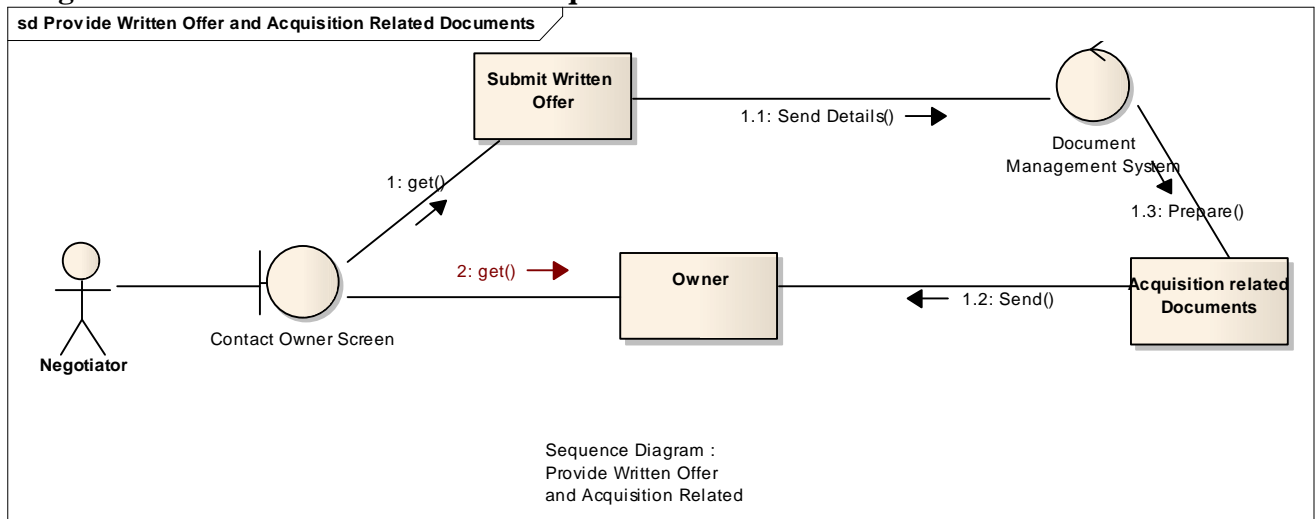 sd Provide Written Offer and Acquisition Related Documents
Submit Written
Offer
1.1: Send Details()
Document
Management System
1: get()
1.3: Prepare()
2: get()
Owner
Acquisition related
Documents
1.2: Send()
Contact Owner Screen
Negotiator
Sequence Diagram :
Provide Written Offer
and Acquisition Related